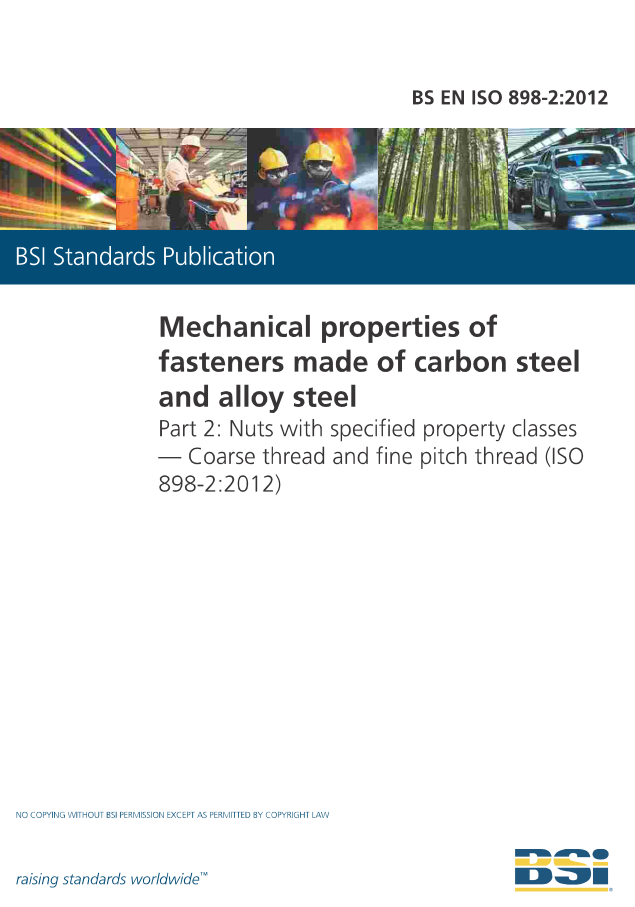 BS EN ISO 898-2:2012
BSI Standards Publication
Mechanical properties of
fasteners made of carbon steel
and alloy steel
Part 2: Nuts with specified property classes
— Coarse thread and fine pitch thread (ISO
898-2:2012)
NO COPYING WITHOUT BSI PERMISSION EXCEPT AS PERMITTED BY COPYRIGHT LAW
raising standards worldwide™
BSi®